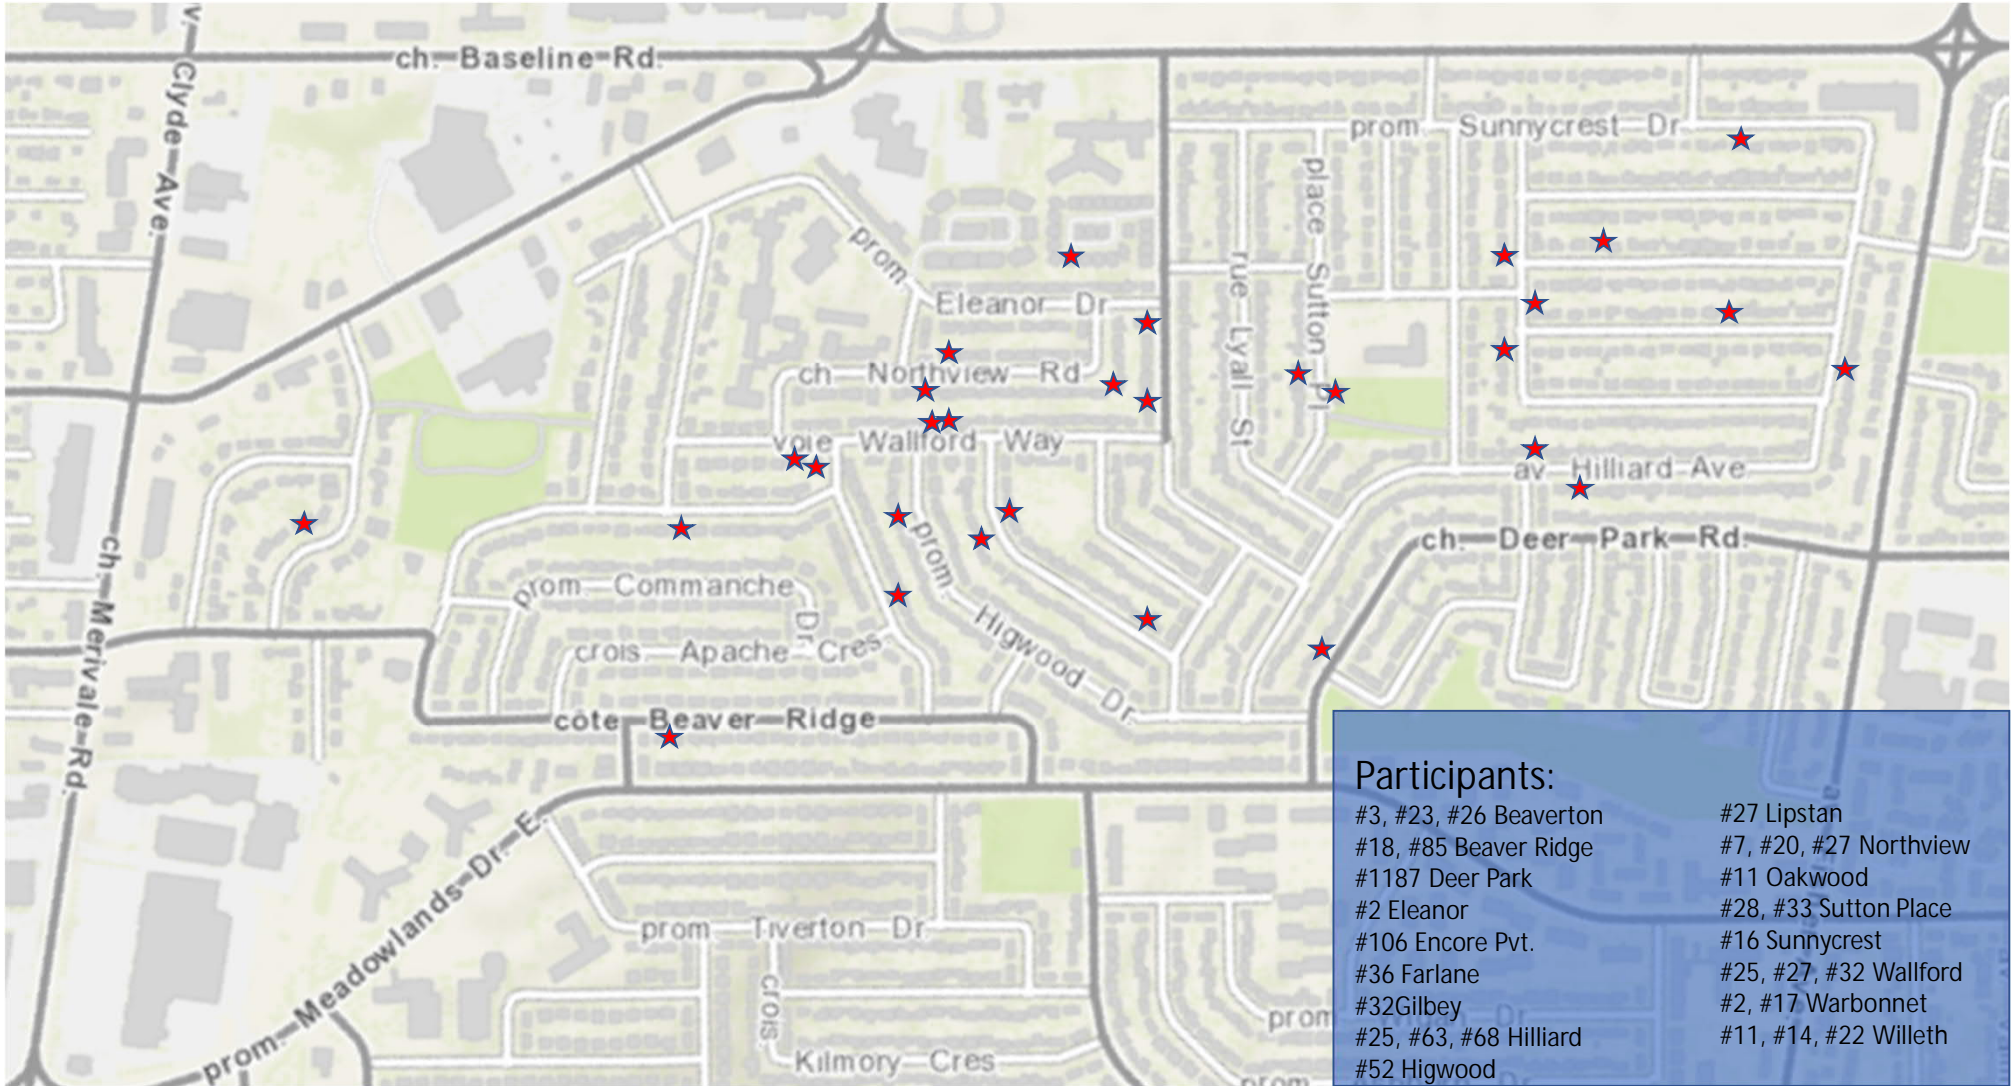 ch. Baseline Rd.
v. Clyde Ave.
prom. Sunnycrest Dr.
place Sutton Pl
rue Lyall St
prom. Eleanor Dr
ch Northview Rd
voie Wallford Way
av Hilliard Ave
ch. Deer Park Rd.
ch. Merivale Rd.
prom. Commanche Dr.
prom. Higwood Dr.
crois. Apache Cres
cote Beaver Ridge
prom. Meadowlands Dr. E.
prom Tiverton Dr.
crois Kilmory Cres
prom
prom
Participants:
#3, #23, #26 Beaverton
#18, #85 Beaver Ridge
#1187 Deer Park
#2 Eleanor
#106 Encore Pvt.
#36 Farlane
#32Gilbey
#25, #63, #68 Hilliard
#52 Higwood
#27 Lipstan
#7, #20, #27 Northview
#11 Oakwood
#28, #33 Sutton Place
#16 Sunnycrest
#25, #27, #32 Wallford
#2, #17 Warbonnet
#11, #14, #22 Willeth